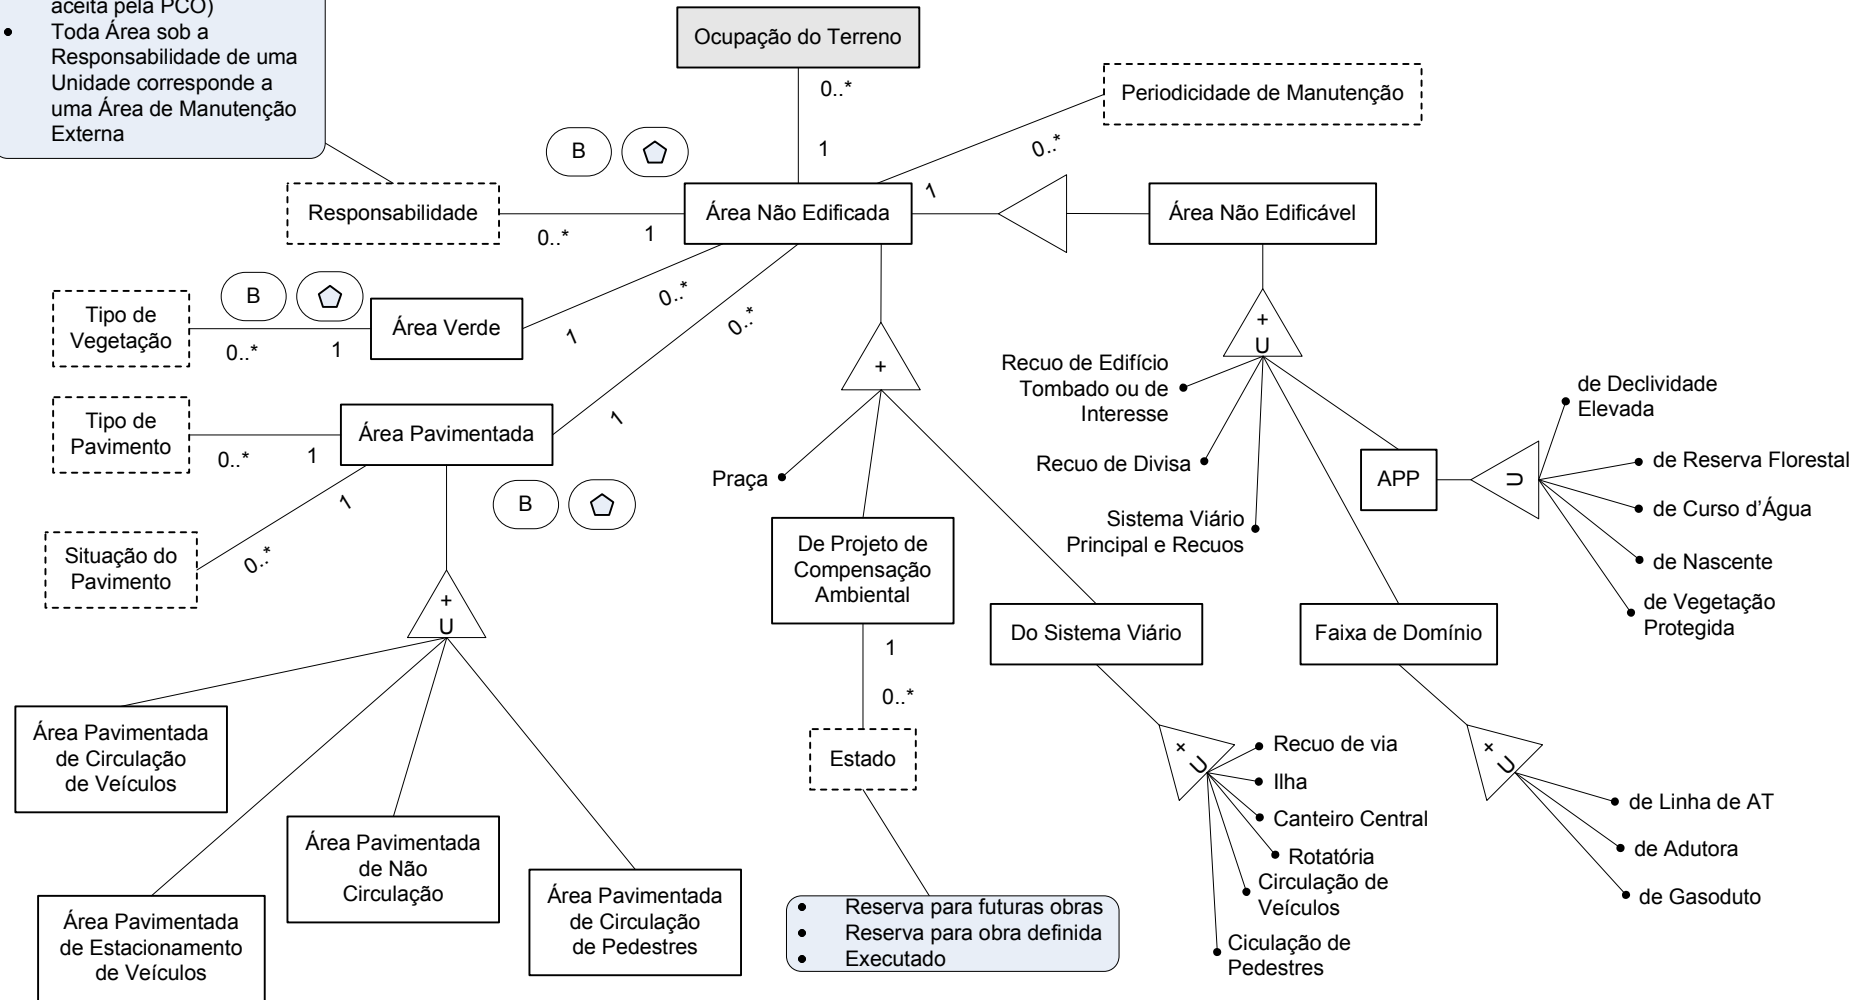 aceita pela PCO)
• Toda Área sob a
Responsabilidade de uma
Unidade corresponde a
uma Área de Manutenção
Externa
Ocupação do Terreno
0..*
1
Periodicidade de Manutenção
0..*
1
B
Responsabilidade
0..*
1
Área Não Edificada
Área Não Edificável
Tipo de
Vegetação
B
0..*
1
Área Verde
0..*
1
0..*
1
Tipo de
Pavimento
0..*
1
Área Pavimentada
B
Situação do
Pavimento
0..*
1
+
U
Área Pavimentada
de Circulação
de Veículos
Área Pavimentada
de Estacionamento
de Veículos
Área Pavimentada
de Não
Circulação
Área Pavimentada
de Circulação
de Pedestres
+
Praça
De Projeto de
Compensação
Ambiental
1
0..*
Estado
• Reserva para futuras obras
• Reserva para obra definida
• Executado
Do Sistema Viário
+
U
Recuo de via
Ilha
Canteiro Central
Rotatória
Circulação de
Veículos
Ciculação de
Pedestres
+
U
Recuo de Edifício
Tombado ou de
Interesse
Recuo de Divisa
Sistema Viário
Principal e Recuos
Faixa de Domínio
+
U
de Linha de AT
de Adutora
de Gasoduto
APP
U
de Declividade
Elevada
de Reserva Florestal
de Curso d’Água
de Nascente
de Vegetação
Protegida